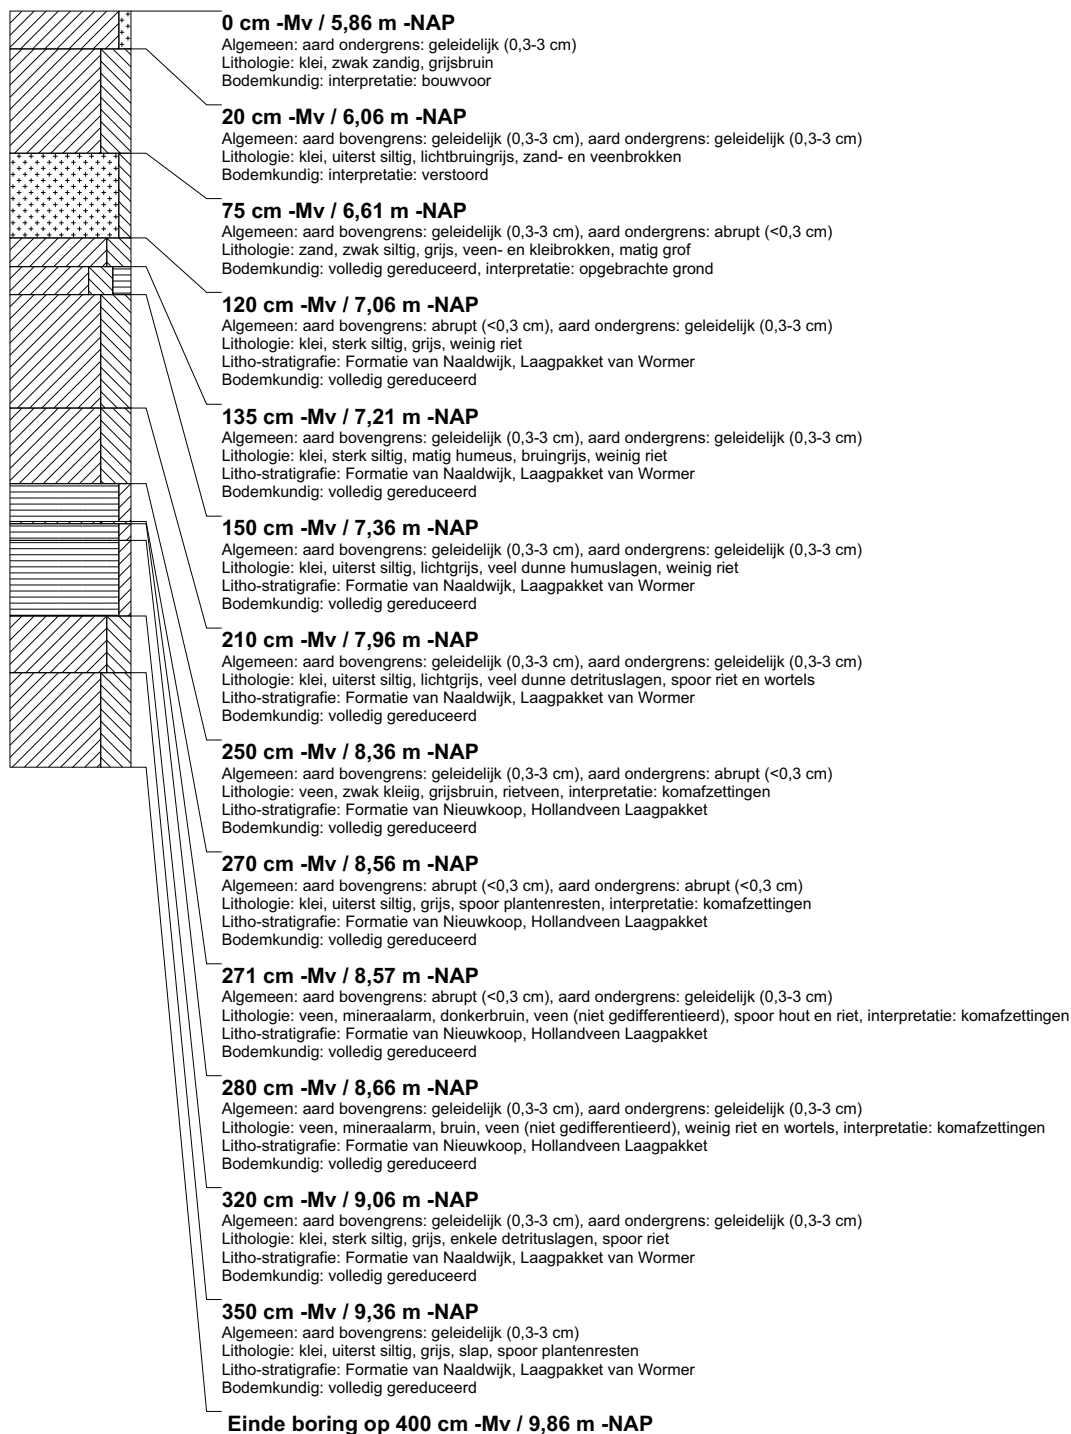 0 cm -Mv / 5,86 m -NAP
Algemeen: aard ondergrens: geleidelijk (0,3-3 cm)
Lithologie: klei, zwak zandig, grijsbruin
Bodemkundig: interpretatie: bouwvoor
20 cm -Mv / 6,06 m -NAP
Algemeen: aard bovengrens: geleidelijk (0,3-3 cm), aard ondergrens: geleidelijk (0,3-3 cm)
Lithologie: klei, uiterst siltig, lichtbruingrijs, zand- en veenbrokken
Bodemkundig: interpretatie: verstoord
75 cm -Mv / 6,61 m -NAP
Algemeen: aard bovengrens: geleidelijk (0,3-3 cm), aard ondergrens: abrupt (<0,3 cm)
Lithologie: zand, zwak siltig, grijs, veen- en kleibrokken, matig grof
Bodemkundig: volledig gereduceerd, interpretatie: opgebrachte grond
120 cm -Mv / 7,06 m -NAP
Algemeen: aard bovengrens: abrupt (<0,3 cm), aard ondergrens: geleidelijk (0,3-3 cm)
Lithologie: klei, sterk siltig, grijs, weinig riet
Litho-stratigrafie: Formatie van Naaldwijk, Laagpakket van Wormer
Bodemkundig: volledig gereduceerd
135 cm -Mv / 7,21 m -NAP
Algemeen: aard bovengrens: geleidelijk (0,3-3 cm), aard ondergrens: geleidelijk (0,3-3 cm)
Lithologie: klei, sterk siltig, matig humeus, bruingrijs, weinig riet
Litho-stratigrafie: Formatie van Naaldwijk, Laagpakket van Wormer
Bodemkundig: volledig gereduceerd
150 cm -Mv / 7,36 m -NAP
Algemeen: aard bovengrens: geleidelijk (0,3-3 cm), aard ondergrens: geleidelijk (0,3-3 cm)
Lithologie: klei, uiterst siltig, lichtgrijs, veel dunne humuslagen, weinig riet
Litho-stratigrafie: Formatie van Naaldwijk, Laagpakket van Wormer
Bodemkundig: volledig gereduceerd
210 cm -Mv / 7,96 m -NAP
Algemeen: aard bovengrens: geleidelijk (0,3-3 cm), aard ondergrens: geleidelijk (0,3-3 cm)
Lithologie: klei, uiterst siltig, lichtgrijs, veel dunne detrituslagen, spoor riet en wortels
Litho-stratigrafie: Formatie van Naaldwijk, Laagpakket van Wormer
Bodemkundig: volledig gereduceerd
250 cm -Mv / 8,36 m -NAP
Algemeen: aard bovengrens: geleidelijk (0,3-3 cm), aard ondergrens: abrupt (<0,3 cm)
Lithologie: veen, zwak kleiig, grijsbruin, rietveen, interpretatie: komafzettingen
Litho-stratigrafie: Formatie van Nieuwkoop, Hollandveen Laagpakket
Bodemkundig: volledig gereduceerd
270 cm -Mv / 8,56 m -NAP
Algemeen: aard bovengrens: abrupt (<0,3 cm), aard ondergrens: abrupt (<0,3 cm)
Lithologie: klei, uiterst siltig, grijs, spoor plantenresten, interpretatie: komafzettingen
Litho-stratigrafie: Formatie van Nieuwkoop, Hollandveen Laagpakket
Bodemkundig: volledig gereduceerd
271 cm -Mv / 8,57 m -NAP
Algemeen: aard bovengrens: abrupt (<0,3 cm), aard ondergrens: geleidelijk (0,3-3 cm)
Lithologie: veen, mineraalarm, donkerbruin, veen (niet gedifferentieerd), spoor hout en riet, interpretatie: komafzettingen
Litho-stratigrafie: Formatie van Nieuwkoop, Hollandveen Laagpakket
Bodemkundig: volledig gereduceerd
280 cm -Mv / 8,66 m -NAP
Algemeen: aard bovengrens: geleidelijk (0,3-3 cm), aard ondergrens: geleidelijk (0,3-3 cm)
Lithologie: veen, mineraalarm, bruin, veen (niet gedifferentieerd), weinig riet en wortels, interpretatie: komafzettingen
Litho-stratigrafie: Formatie van Nieuwkoop, Hollandveen Laagpakket
Bodemkundig: volledig gereduceerd
320 cm -Mv / 9,06 m -NAP
Algemeen: aard bovengrens: geleidelijk (0,3-3 cm), aard ondergrens: geleidelijk (0,3-3 cm)
Lithologie: klei, sterk siltig, grijs, enkele detrituslagen, spoor riet
Litho-stratigrafie: Formatie van Naaldwijk, Laagpakket van Wormer
Bodemkundig: volledig gereduceerd
350 cm -Mv / 9,36 m -NAP
Algemeen: aard bovengrens: geleidelijk (0,3-3 cm)
Lithologie: klei, uiterst siltig, grijs, slap, spoor plantenresten
Litho-stratigrafie: Formatie van Naaldwijk, Laagpakket van Wormer
Bodemkundig: volledig gereduceerd
Einde boring op 400 cm -Mv / 9,86 m -NAP